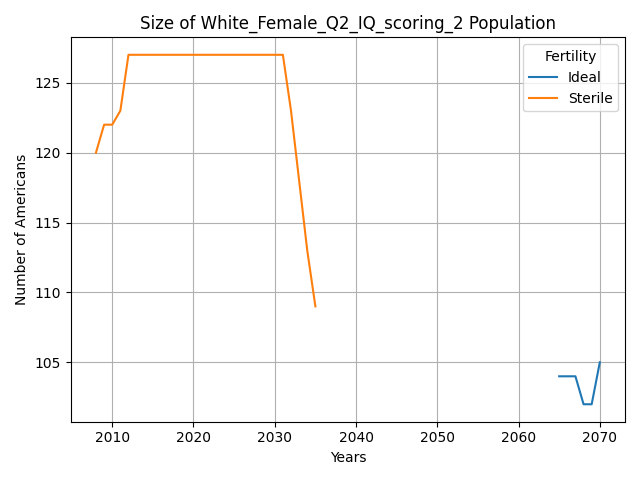 Size of White_Female_Q2_IQ_scoring_2 Population
Fertility
Ideal
Sterile
Number of Americans
125
120
115
110
105
2010 2020 2030 2040 2050 2060 2070
Years